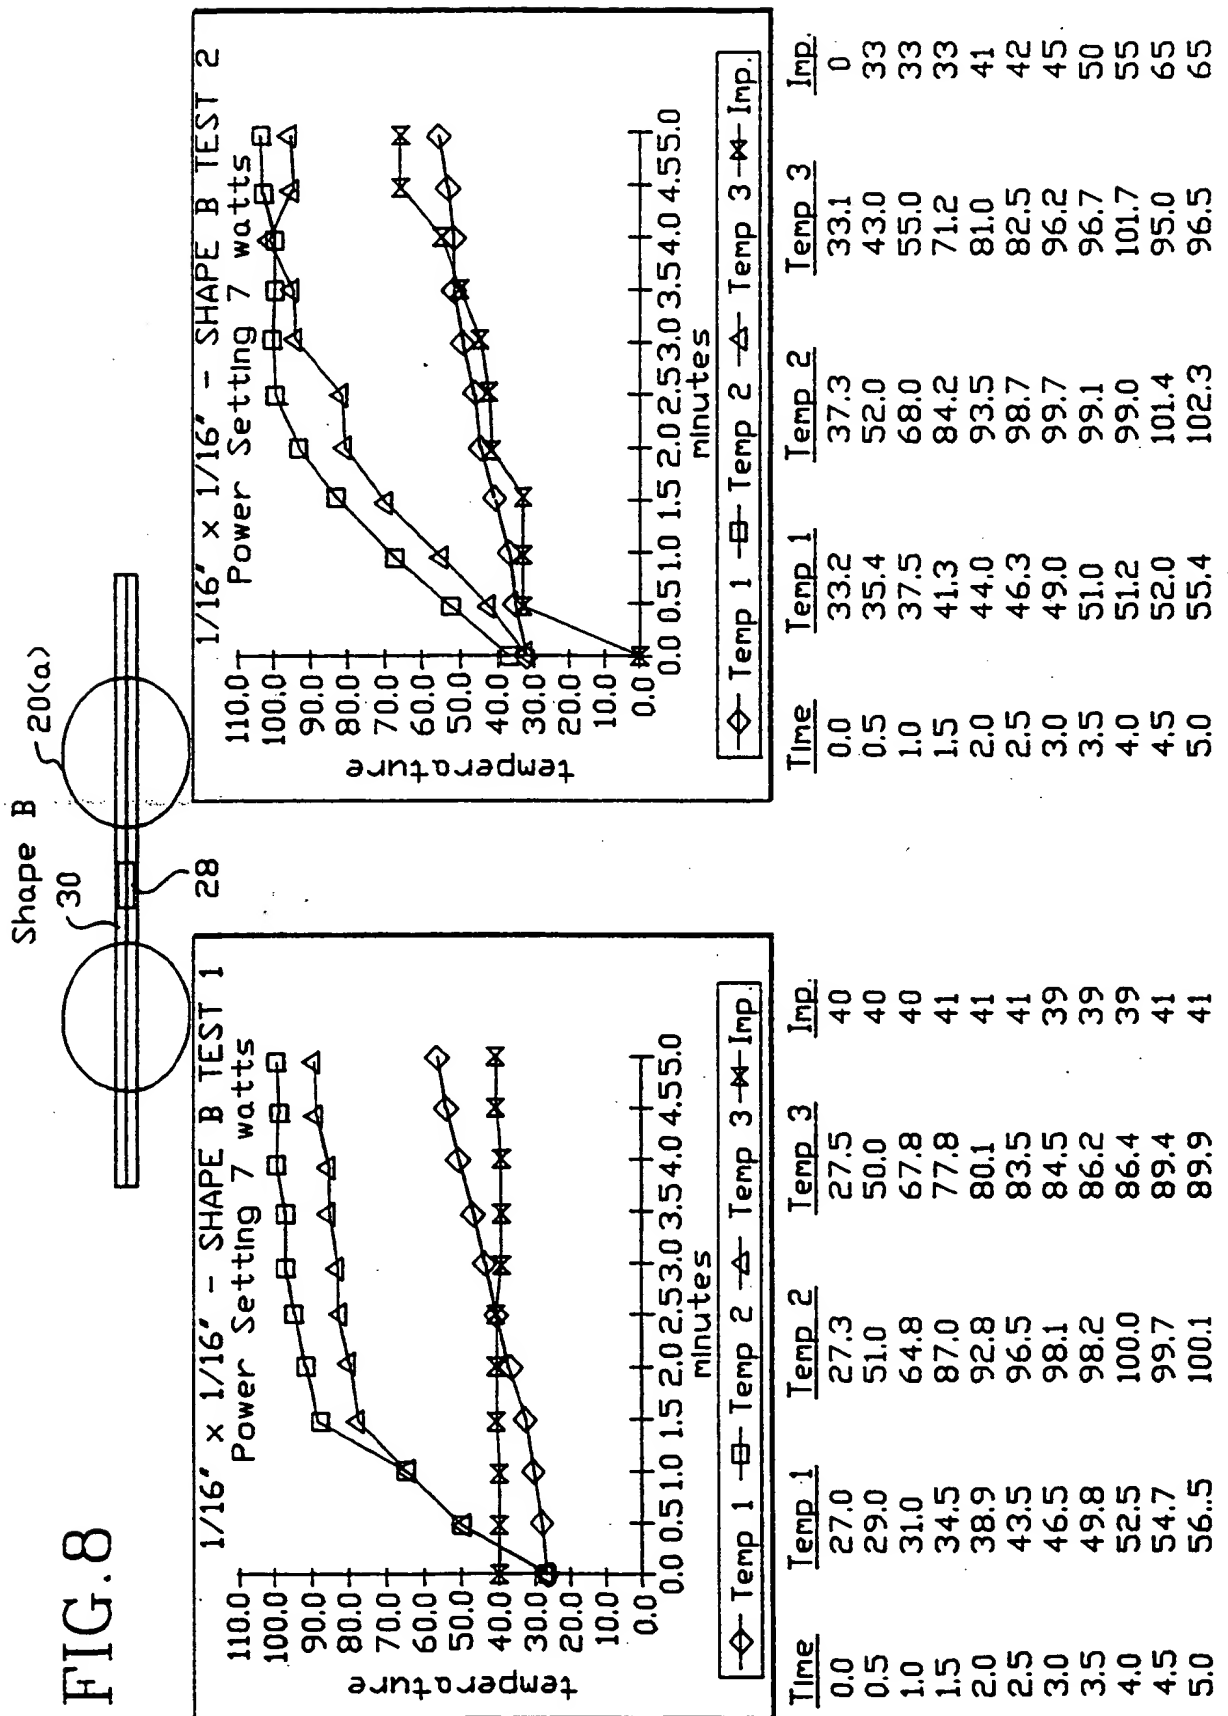 FIG.8
Shape B
30
28
20(a)
1/16" x 1/16" - SHAPE B TEST 1
Power Setting 7 watts
110.0
100.0
90.0
80.0
70.0
60.0
50.0
40.0
30.0
20.0
10.0
0.0
temperature
0.0 0.5 1.0 1.5 2.0 2.5 3.0 3.5 4.0 4.5 5.0
minutes
Temp 1 Temp 2 Temp 3 Imp.
Time Temp 1 Temp 2 Temp 3 Imp.
0.0 27.0 27.3 27.5 40
0.5 29.0 51.0 50.0 40
1.0 31.0 64.8 67.8 40
1.5 34.5 87.0 77.8 41
2.0 38.9 92.8 80.1 41
2.5 43.5 96.5 83.5 41
3.0 46.5 98.1 84.5 39
3.5 49.8 98.2 86.2 39
4.0 52.5 100.0 86.4 39
4.5 54.7 99.7 89.4 41
5.0 56.5 100.1 89.9 41
1/16" x 1/16" - SHAPE B TEST 2
Power Setting 7 watts
110.0
100.0
90.0
80.0
70.0
60.0
50.0
40.0
30.0
20.0
10.0
0.0
temperature
0.0 0.5 1.0 1.5 2.0 2.5 3.0 3.5 4.0 4.5 5.0
minutes
Temp 1 Temp 2 Temp 3 Imp.
Time Temp 1 Temp 2 Temp 3 Imp.
0.0 33.2 37.3 33.1 0
0.5 35.4 52.0 43.0 33
1.0 37.5 68.0 55.0 33
1.5 41.3 84.2 71.2 33
2.0 44.0 93.5 81.0 41
2.5 46.3 98.7 82.5 42
3.0 49.0 99.7 96.2 45
3.5 51.0 99.1 96.7 50
4.0 51.2 99.0 101.7 55
4.5 52.0 101.4 95.0 65
5.0 55.4 102.3 96.5 65